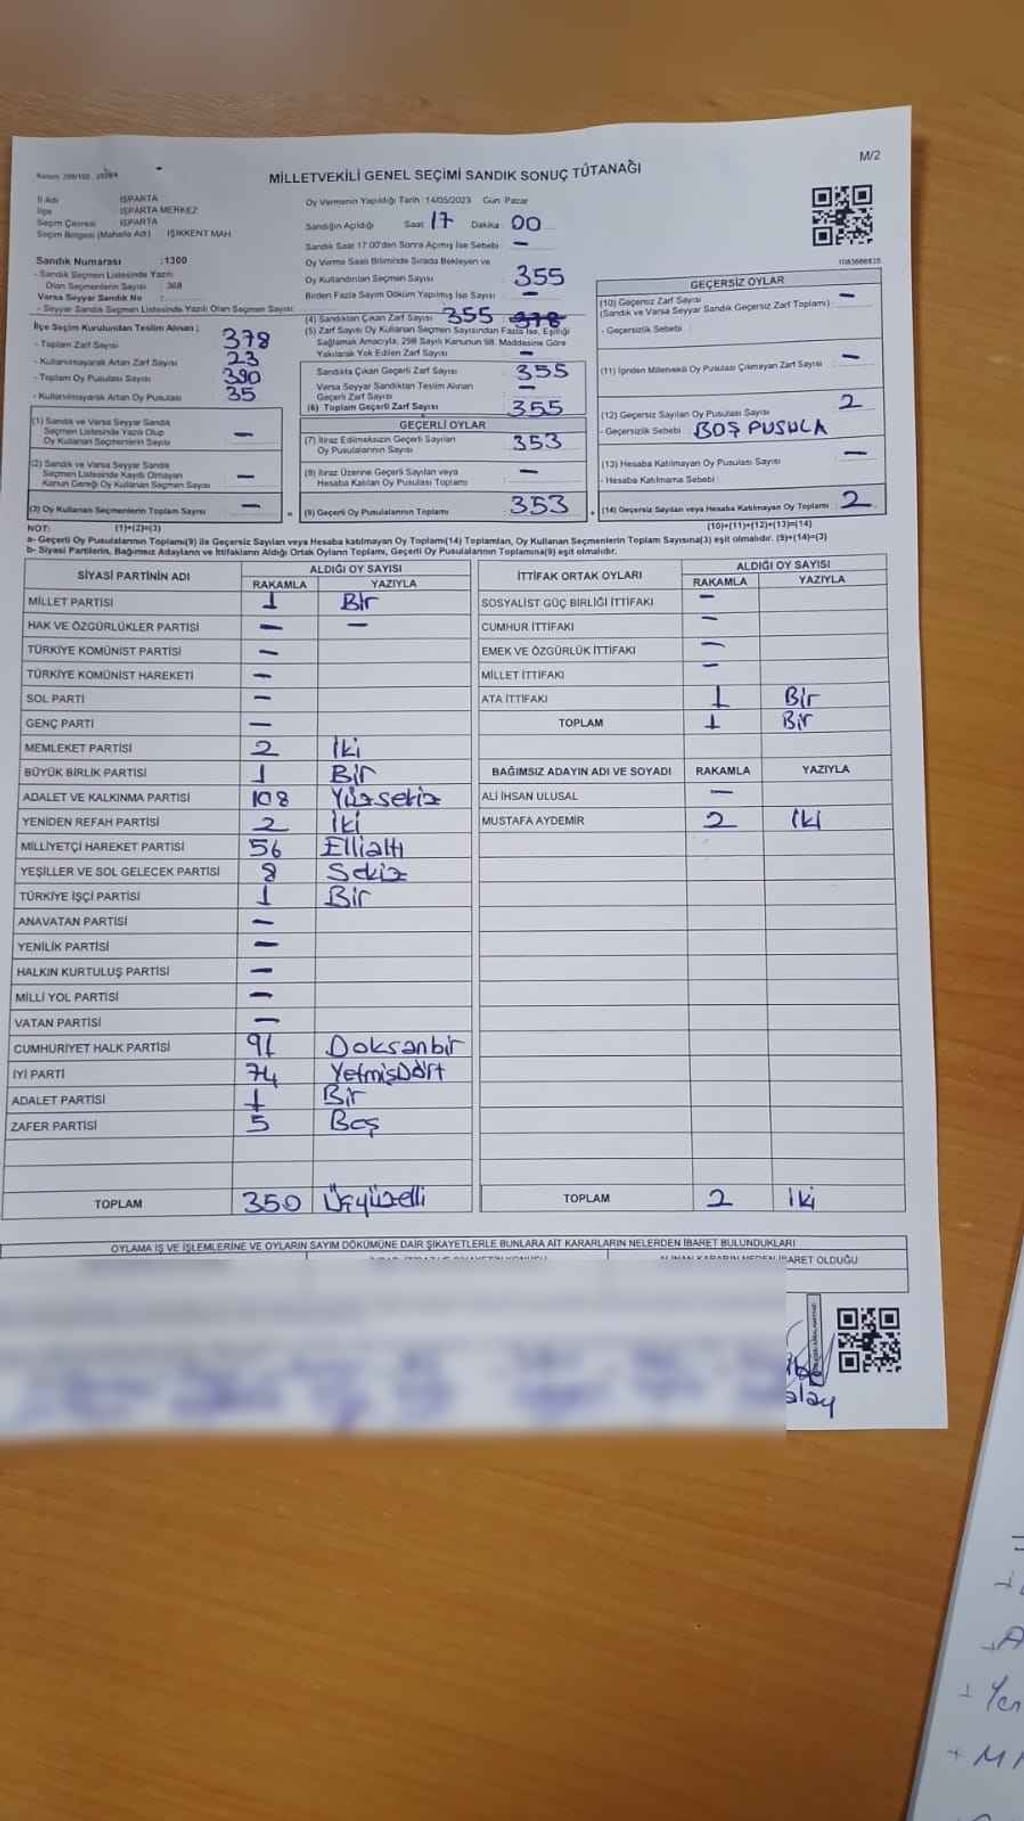 M/2
MİLLETVEKİLİ GENEL SEÇİMİ SANDIK SONUÇ TUTANAĞI
İl Adı ISPARTA
İlçe ISPARTA MERKEZ
Seçim Çevresi ISPARTA
Seçim Bölgesi (Mahalle Adı) IŞIKKENT MAH.
Oy Vermenin Yapıldığı Tarih 14/05/2023 Gün Pazar
Sandığın Açıldığı Saat 17 Dakika 00
Sandık Saat 17:00'den Sonra Açılmış İse Sebebi -
Sandık Numarası :1300
- Sandık Seçmen Listesinde Yazılı
Olan Seçmenlerin Sayısı 368
Varsa Seyyar Sandık No :
- Seyyar Sandık Seçmen Listesinde Yazılı Olan Seçmen Sayısı:
Oy Verme Saati Bitiminde Sırada Bekleyen ve
Oy Kullandırılan Seçmen Sayısı 355
Birden Fazla Sayım Döküm Yapılmış İse Sayısı -
(4) Sandıktan Çıkan Zarf Sayısı 355 378
(5) Zarf Sayısı Oy Kullanan Seçmen Sayısından Fazla İse, Eşitliği
Sağlamak Amacıyla, 298 Sayılı Kanunun 98. Maddesine Göre
Yakılarak Yok Edilen Zarf Sayısı -
İlçe Seçim Kurulundan Teslim Alınan ;
- Toplam Zarf Sayısı 378
- Kullanılmayarak Artan Zarf Sayısı 23
- Toplam Oy Pusulası Sayısı 390
- Kullanılmayarak Artan Oy Pusulası 35
Sandıkta Çıkan Geçerli Zarf Sayısı 355
Varsa Seyyar Sandıktan Teslim Alınan
Geçerli Zarf Sayısı -
(6) Toplam Geçerli Zarf Sayısı 355
(1) Sandık ve Varsa Seyyar Sandık
Seçmen Listesinde Yazılı Olup
Oy Kullanan Seçmenlerin Sayısı -
(2) Sandık ve Varsa Seyyar Sandık
Seçmen Listesinde Kayıtlı Olmayan
Kanun Gereği Oy Kullanan Seçmen Sayısı -
(3) Oy Kullanan Seçmenlerin Toplam Sayısı -
(1)+(2)=(3)
GEÇERLİ OYLAR
(7) İtiraz Edilmeksizin Geçerli Sayılan
Oy Pusulalarının Sayısı 353
(8) İtiraz Üzerine Geçerli Sayılan veya
Hesaba Katılan Oy Pusulası Toplamı -
(9) Geçerli Oy Pusulalarının Toplamı 353
GEÇERSİZ OYLAR
(10) Geçersiz Zarf Sayısı -
(Sandık ve Varsa Seyyar Sandık Geçersiz Zarf Toplamı)
- Geçersizlik Sebebi :
(11) İçinden Milletvekili Oy Pusulası Çıkmayan Zarf Sayısı -
(12) Geçersiz Sayılan Oy Pusulası Sayısı 2
- Geçersizlik Sebebi BOŞ PUSULA
(13) Hesaba Katılmayan Oy Pusulası Sayısı -
- Hesaba Katılmama Sebebi :
(14) Geçersiz Sayılan veya Hesaba Katılmayan Oy Toplamı 2
(10)+(11)+(12)+(13)=(14)
NOT:
a- Geçerli Oy Pusulalarının Toplamı(9) ile Geçersiz Sayılan veya Hesaba katılmayan Oy Toplamı(14) Toplamları, Oy Kullanan Seçmenlerin Toplam Sayısına(3) eşit olmalıdır. (9)+(14)=(3)
b- Siyasi Partilerin, Bağımsız Adayların ve İttifakların Aldığı Ortak Oyların Toplamı, Geçerli Oy Pusulalarının Toplamına(9) eşit olmalıdır.
SİYASİ PARTİNİN ADI ALDIĞI OY SAYISI
RAKAMLA YAZIYLA
MİLLET PARTİSİ 1 Bir
HAK VE ÖZGÜRLÜKLER PARTİSİ - -
TÜRKİYE KOMÜNİST PARTİSİ -
TÜRKİYE KOMÜNİST HAREKETİ -
SOL PARTİ -
GENÇ PARTİ -
MEMLEKET PARTİSİ 2 İki
BÜYÜK BİRLİK PARTİSİ 1 Bir
ADALET VE KALKINMA PARTİSİ 108 Yüzsekiz
YENİDEN REFAH PARTİSİ 2 İki
MİLLİYETÇİ HAREKET PARTİSİ 56 Ellialtı
YEŞİLLER VE SOL GELECEK PARTİSİ 8 Sekiz
TÜRKİYE İŞÇİ PARTİSİ 1 Bir
ANAVATAN PARTİSİ -
YENİLİK PARTİSİ -
HALKIN KURTULUŞ PARTİSİ -
MİLLİ YOL PARTİSİ -
VATAN PARTİSİ -
CUMHURİYET HALK PARTİSİ 91 Doksanbir
İYİ PARTİ 74 YetmişDört
ADALET PARTİSİ 1 Bir
ZAFER PARTİSİ 5 Beş
TOPLAM 350 Üçyüzelli
İTTİFAK ORTAK OYLARI ALDIĞI OY SAYISI
RAKAMLA YAZIYLA
SOSYALİST GÜÇ BİRLİĞİ İTTİFAKI -
CUMHUR İTTİFAKI -
EMEK VE ÖZGÜRLÜK İTTİFAKI -
MİLLET İTTİFAKI -
ATA İTTİFAKI 1 Bir
TOPLAM 1 Bir
BAĞIMSIZ ADAYIN ADI VE SOYADI RAKAMLA YAZIYLA
ALİ İHSAN ULUSAL -
MUSTAFA AYDEMİR 2 İki
TOPLAM 2 İki
OYLAMA İŞ VE İŞLEMLERİNE VE OYLARIN SAYIM DÖKÜMÜNE DAİR ŞİKAYETLERLE BUNLARA AİT KARARLARIN NELERDEN İBARET BULUNDUKLARI
ALINAN KARARIN NEDEN İBARET OLDUĞU